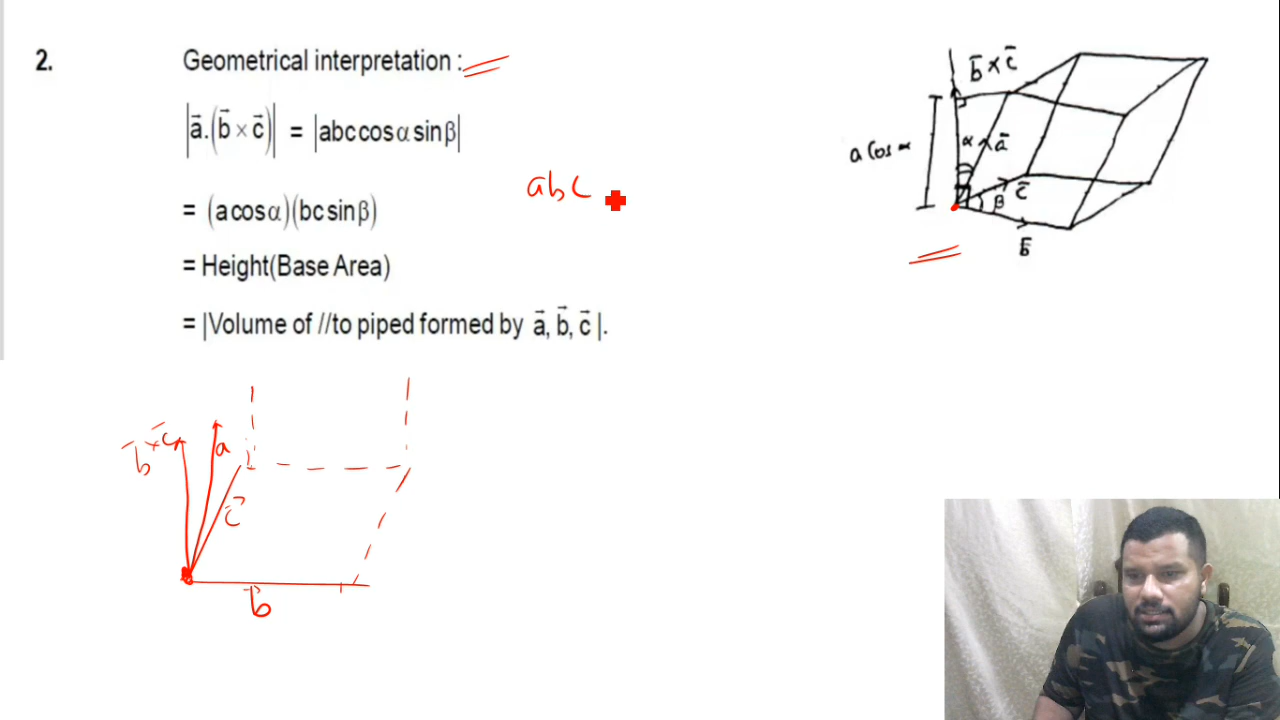 2. Geometrical interpretation :
|a⃗.(b⃗ × c⃗)| = |abc cos α sin β|
= (a cos α)(bc sin β)
= Height(Base Area)
= |Volume of //to piped formed by a⃗, b⃗, c⃗ |.
abc
b̄ × c̄
a cos α
α
ā
c̄
β
b̄
b̄ × c̄
a
c⃗
b⃗